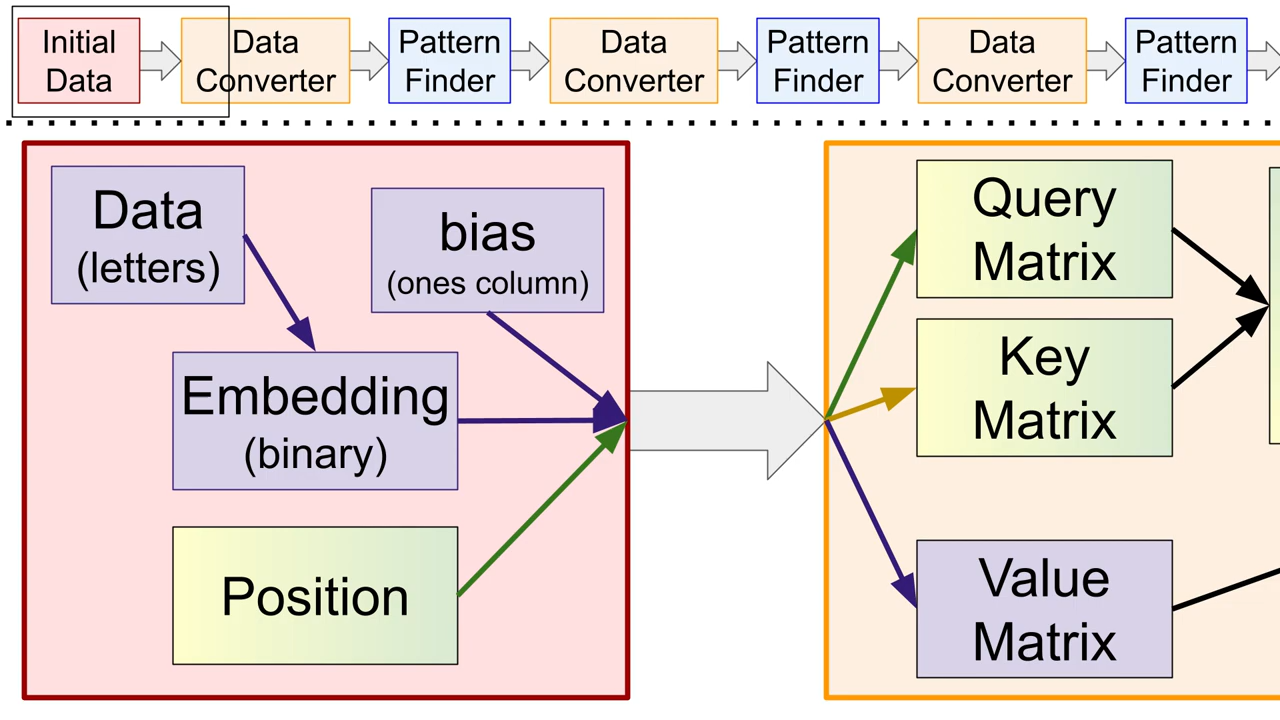 Initial
Data
Data
Converter
Pattern
Finder
Data
Converter
Pattern
Finder
Data
Converter
Pattern
Finder
Data
(letters)
bias
(ones column)
Embedding
(binary)
Position
Query
Matrix
Key
Matrix
Value
Matrix